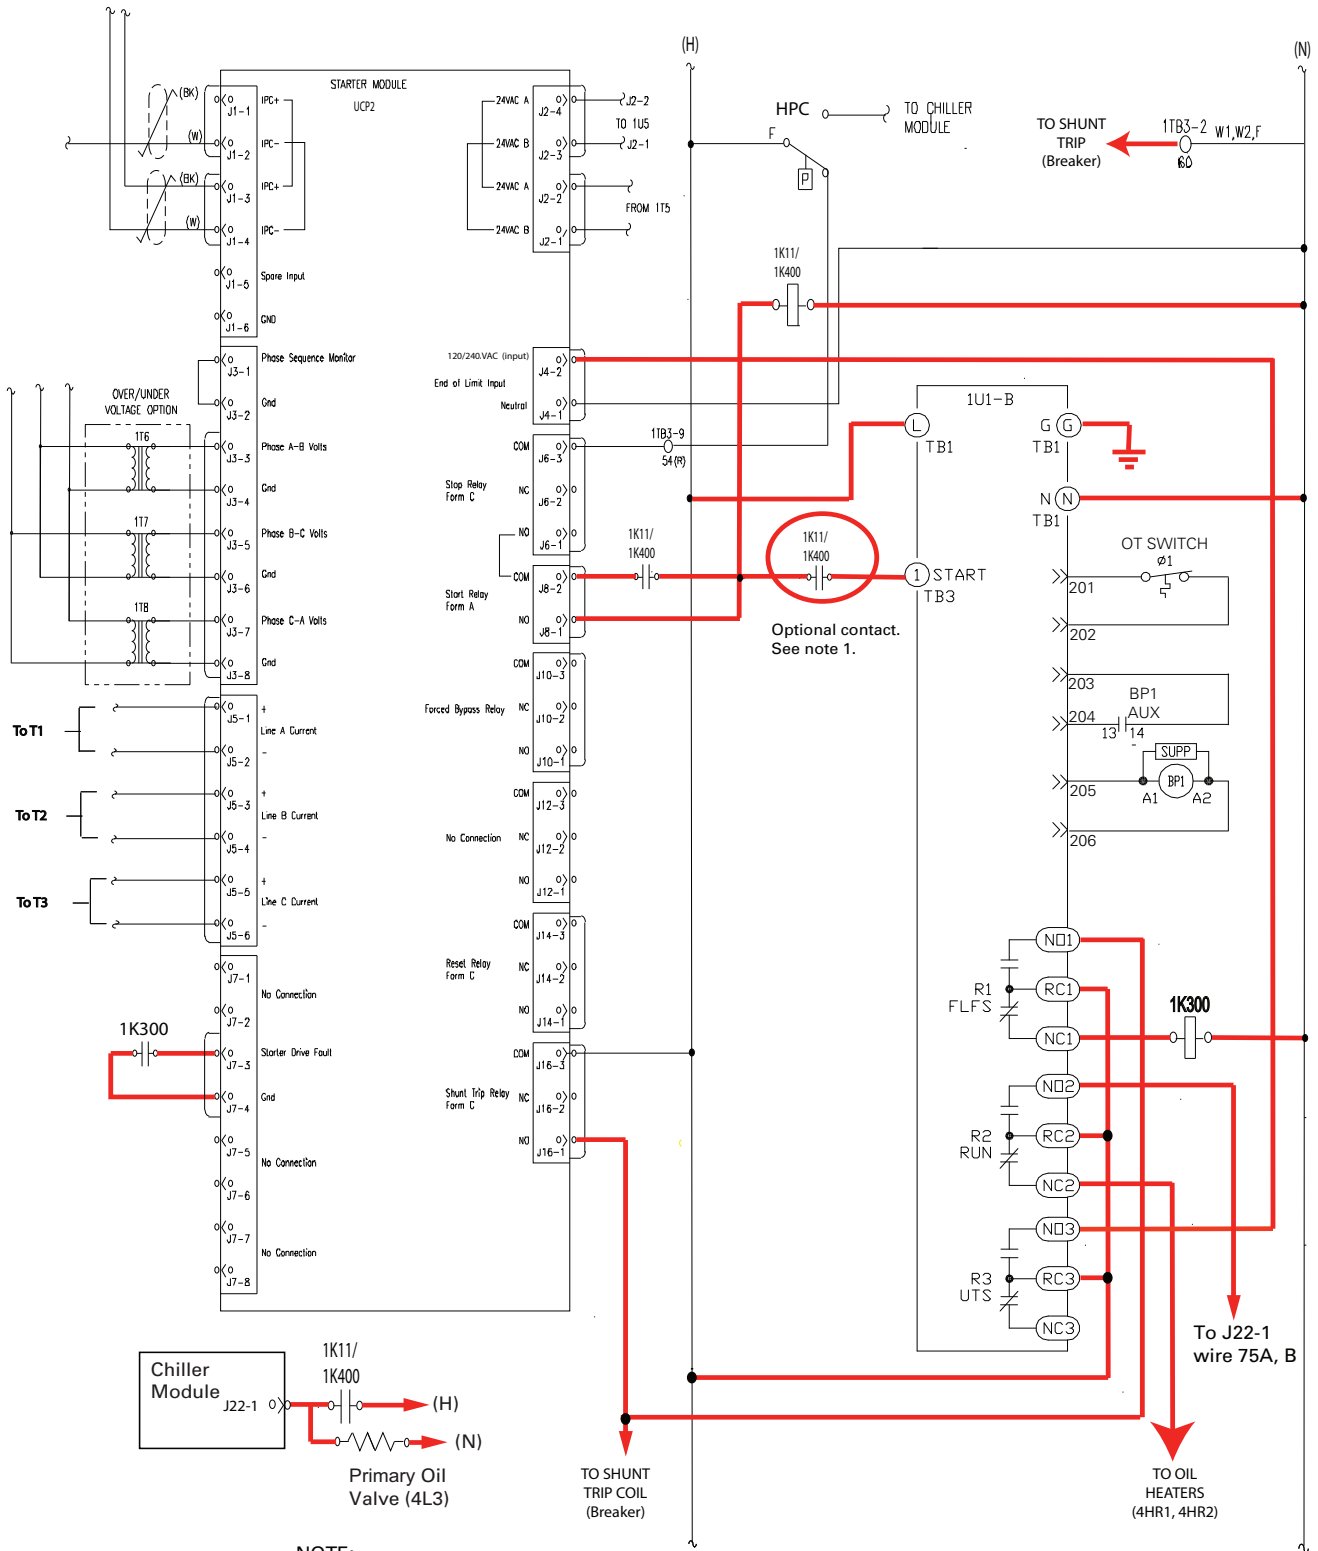 (H)
(N)
STARTER MODULE
UCP2
(BK)
J1-1
IPC+
(W)
J1-2
IPC-
(BK)
J1-3
IPC+
(W)
J1-4
IPC-
J1-5
Spare Input
J1-6
GND
24VAC A
J2-4
J2-2
TO 1U5
24VAC B
J2-3
J2-1
24VAC A
J2-2
FROM 1T5
24VAC B
J2-1
HPC
TO CHILLER
MODULE
F
P
TO SHUNT
TRIP
(Breaker)
1TB3-2
W1,W2,F
60
1K11/
1K400
J3-1
Phase Sequence Monitor
J3-2
Gnd
OVER/UNDER
VOLTAGE OPTION
1T6
J3-3
Phase A-B Volts
J3-4
Gnd
1T7
J3-5
Phase B-C Volts
J3-6
Gnd
1T8
J3-7
Phase C-A Volts
J3-8
Gnd
120/240.VAC (input)
J4-2
End of Limit Input
Neutral
J4-1
COM
J6-3
1TB3-9
54(R)
Stop Relay
Form C
NC
J6-2
NO
J6-1
COM
J8-2
Start Relay
Form A
NO
J8-1
1K11/
1K400
1K11/
1K400
Optional contact.
See note 1.
1U1-B
L
TB1
G
G
TB1
N
N
TB1
1
START
TB3
OT SWITCH
Ø1
201
202
203
BP1
AUX
204
13
14
SUPP
BP1
205
A1
A2
206
COM
J10-3
Forced Bypass Relay
NC
J10-2
NO
J10-1
COM
J12-3
No Connection
NC
J12-2
NO
J12-1
COM
J14-3
Reset Relay
Form C
NC
J14-2
NO
J14-1
COM
J16-3
Shunt Trip Relay
Form C
NC
J16-2
NO
J16-1
To T1
+
J5-1
Line A Current
-
J5-2
To T2
+
J5-3
Line B Current
-
J5-4
To T3
+
J5-5
Line C Current
-
J5-6
J7-1
No Connection
J7-2
1K300
J7-3
Starter Drive Fault
J7-4
Gnd
J7-5
No Connection
J7-6
J7-7
No Connection
J7-8
NO1
R1
FLFS
RC1
NC1
1K300
NO2
R2
RUN
RC2
NC2
NO3
R3
UTS
RC3
NC3
To J22-1
wire 75A, B
Chiller
Module
J22-1
1K11/
1K400
(H)
(N)
Primary Oil
Valve (4L3)
TO SHUNT
TRIP COIL
(Breaker)
TO OIL
HEATERS
(4HR1, 4HR2)
NOTE: